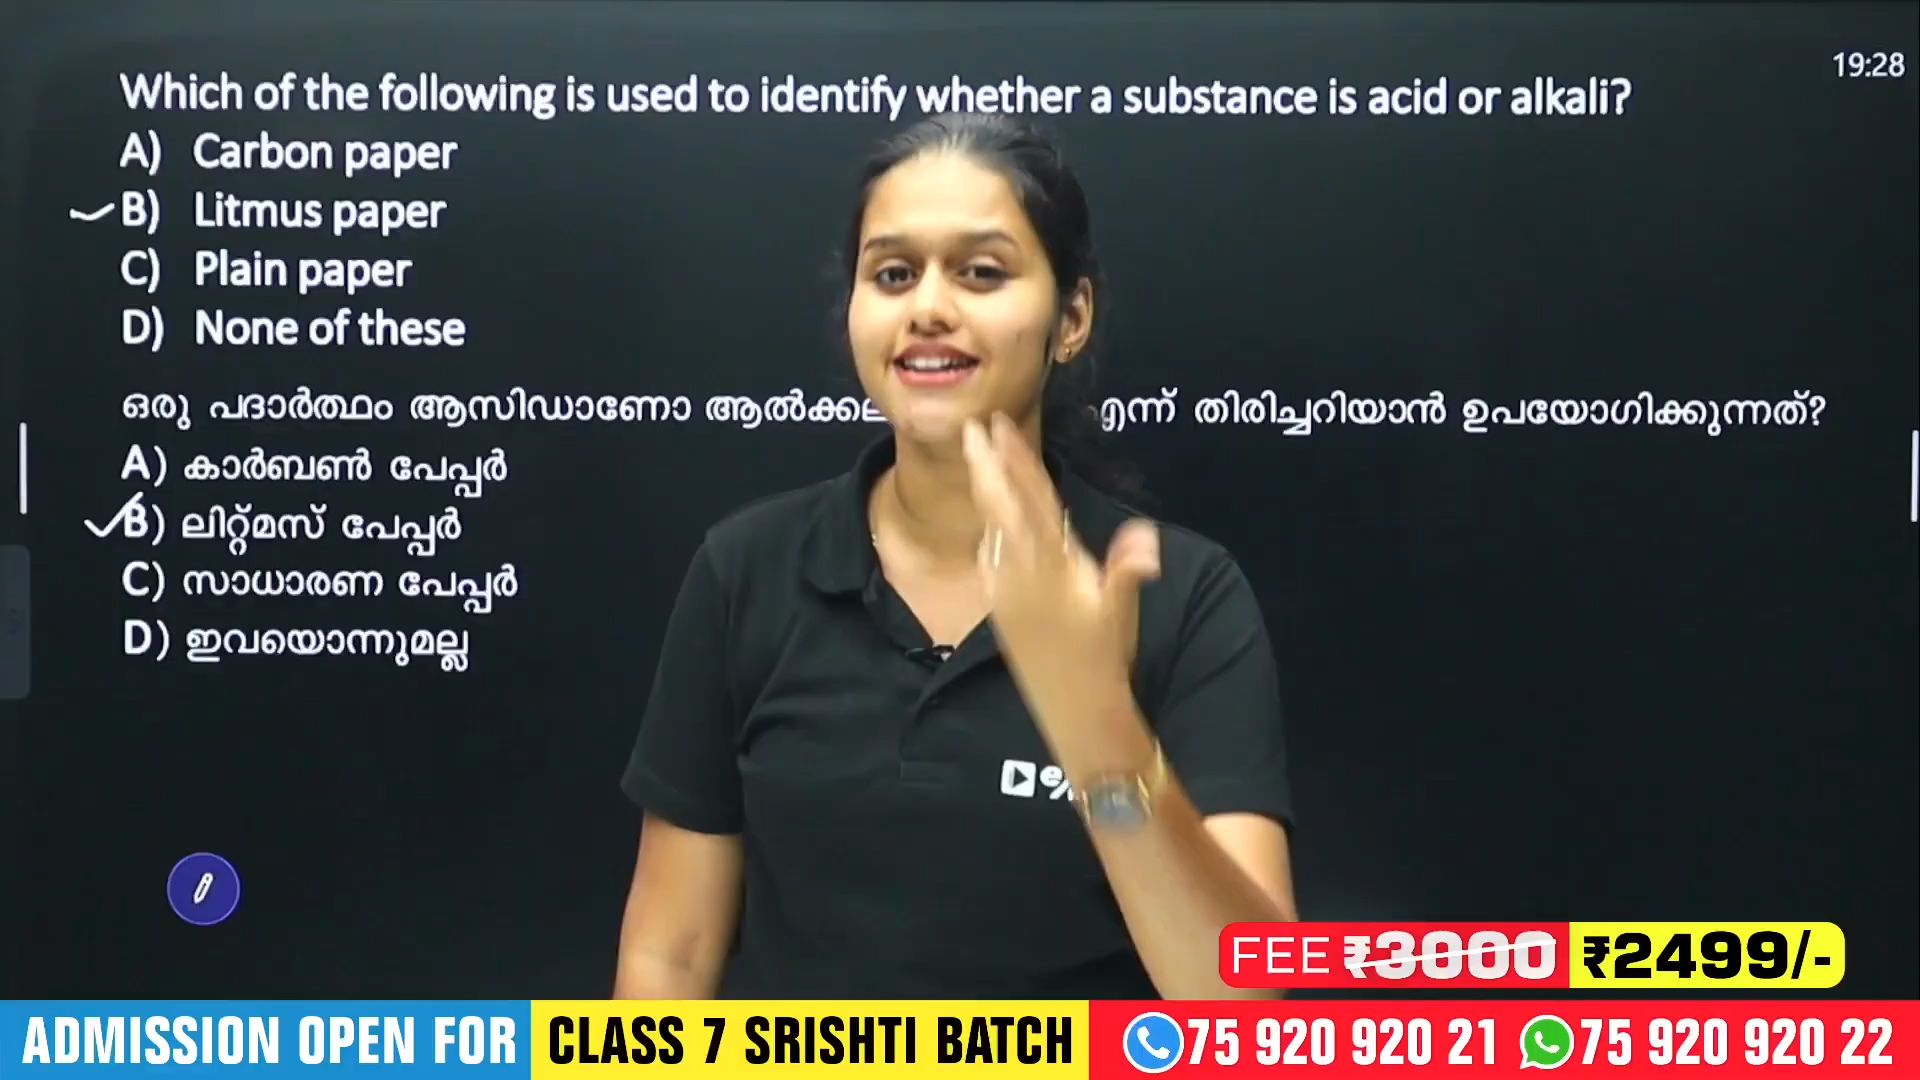 19:28
Which of the following is used to identify whether a substance is acid or alkali?
A) Carbon paper
B) Litmus paper
C) Plain paper
D) None of these
ഒരു പദാർത്ഥം ആസിഡാണോ എന്ന് തിരിച്ചറിയാൻ ഉപയോഗിക്കുന്നത്?
A) കാർബൺ പേപ്പർ
B) ലിറ്റ്മസ് പേപ്പർ
C) സാധാരണ പേപ്പർ
D) ഇവയൊന്നുമല്ല
FEE ₹3000 ₹2499/-
ADMISSION OPEN FOR CLASS 7 SRISHTI BATCH 75 920 920 21 75 920 920 22